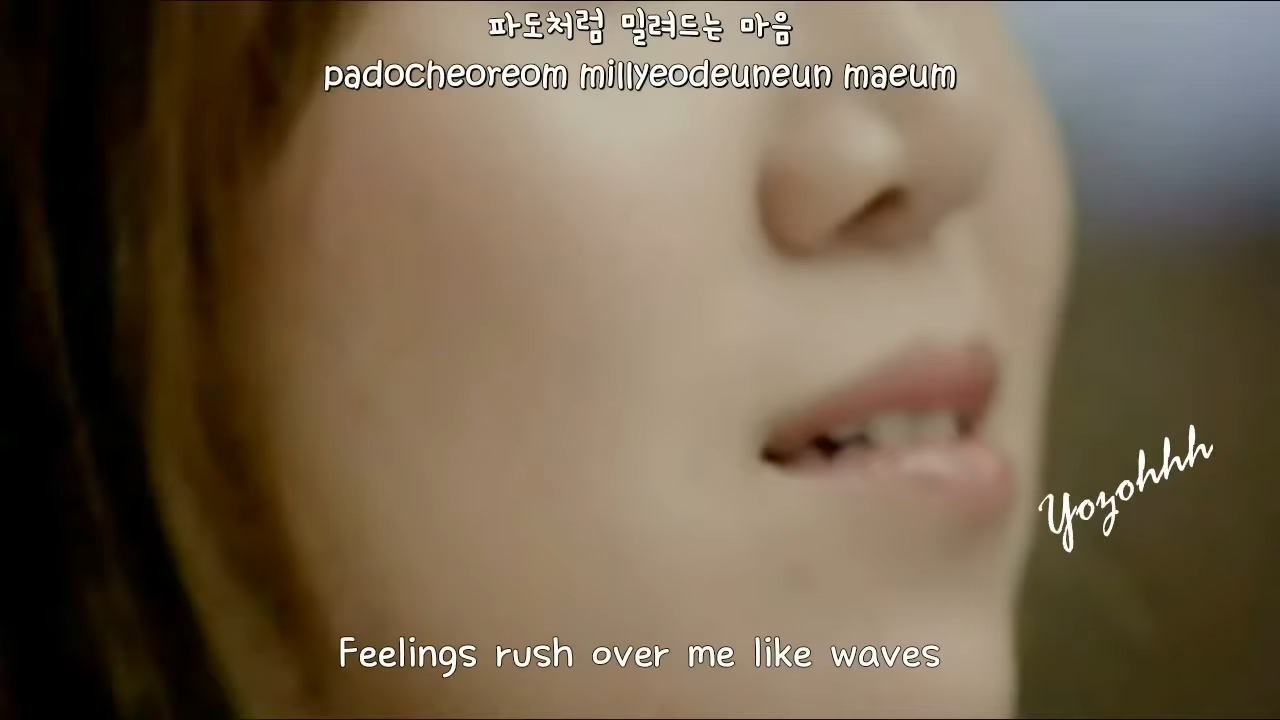 파도처럼 밀려드는 마음
padocheoreom millyeodeuneun maeum
Yozohhh
Feelings rush over me like waves